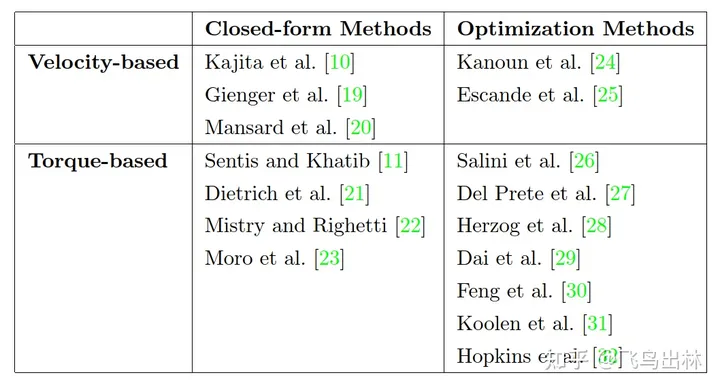 Closed-form Methods Optimization Methods
Velocity-based Kajita et al. [10] Kanoun et al. [24]
Gienger et al. [19] Escande et al. [25]
Mansard et al. [20]
Torque-based Sentis and Khatib [11] Salini et al. [26]
Dietrich et al. [21] Del Prete et al. [27]
Mistry and Righetti [22] Herzog et al. [28]
Moro et al. [23] Dai et al. [29]
Feng et al. [30]
Koolen et al. [31]
Hopkins et al. [32]
知乎 @飞鸟出林